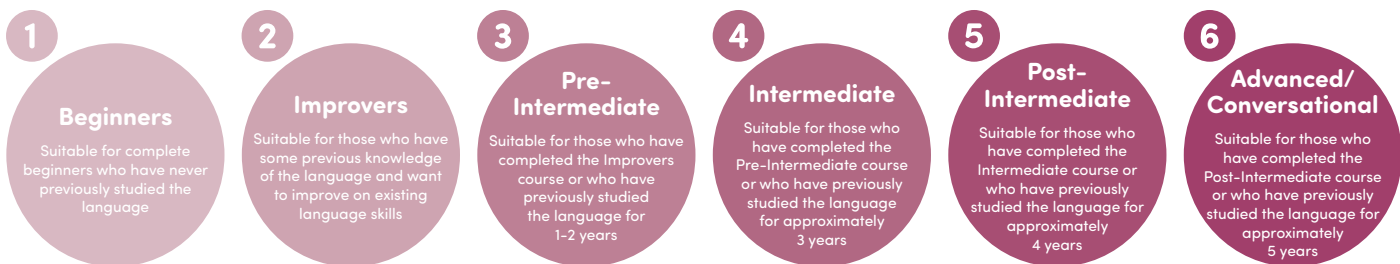 1
Beginners
Suitable for complete
beginners who have never
previously studied the
language
2
Improvers
Suitable for those who have
some previous knowledge
of the language and want
to improve on existing
language skills
3
Pre-
Intermediate
Suitable for those who have
completed the Improvers
course or who have
previously studied
the language for
1-2 years
4
Intermediate
Suitable for those who
have completed the
Pre-Intermediate course
or who have previously
studied the language
for approximately
3 years
5
Post-
Intermediate
Suitable for those who
have completed the
Intermediate course or
who have previously
studied the language for
approximately
4 years
6
Advanced/
Conversational
Suitable for those who
have completed the
Post-Intermediate course
or who have previously
studied the language for
approximately
5 years